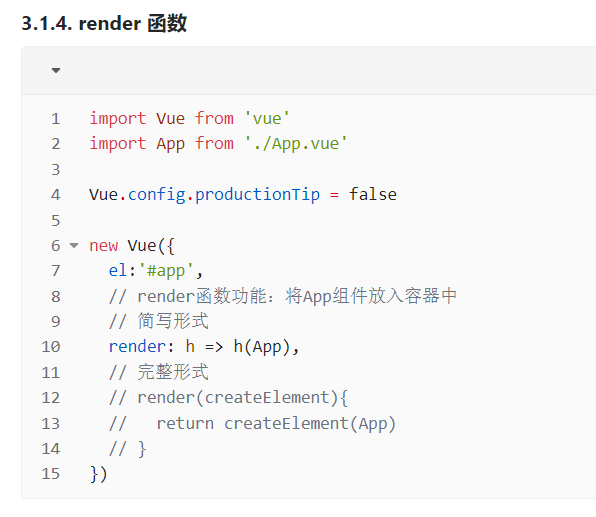 3.1.4. render 函数
1 import Vue from 'vue'
2 import App from './App.vue'
3
4 Vue.config.productionTip = false
5
6 new Vue({
7   el:'#app',
8   // render函数功能：将App组件放入容器中
9   // 简写形式
10   render: h => h(App),
11   // 完整形式
12   // render(createElement){
13   //   return createElement(App)
14   // }
15 })